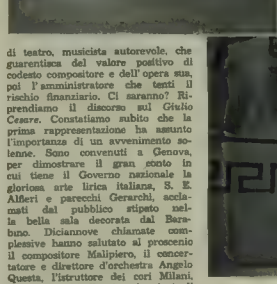 di teatro, musicista autorevole, che
guarentisca del valore positivo di
codesto compositore e dell'opera sua,
poi l'amministratore che tenti il
rischio finanziario. Ci saranno? Ri-
prendiamo il discorso sul Giulio
Cesare. Constatiamo subito che la
prima rappresentazione ha assunto
l'importanza di un avvenimento so-
lenne. Sono convenuti a Genova,
per dimostrare il gran conto in
cui tiene il Governo nazionale la
gloriosa arte lirica italiana, S. E.
Alfieri e parecchi Gerarchi, accla-
mati dal pubblico stipato nel-
la bella sala decorata dal Bara-
bino. Diciannove chiamate com-
plessive hanno salutato al proscenio
il compositore Malipiero, il concer-
tatore e direttore d'orchestra Angelo
Questa, l'istruttore dei cori Milani,